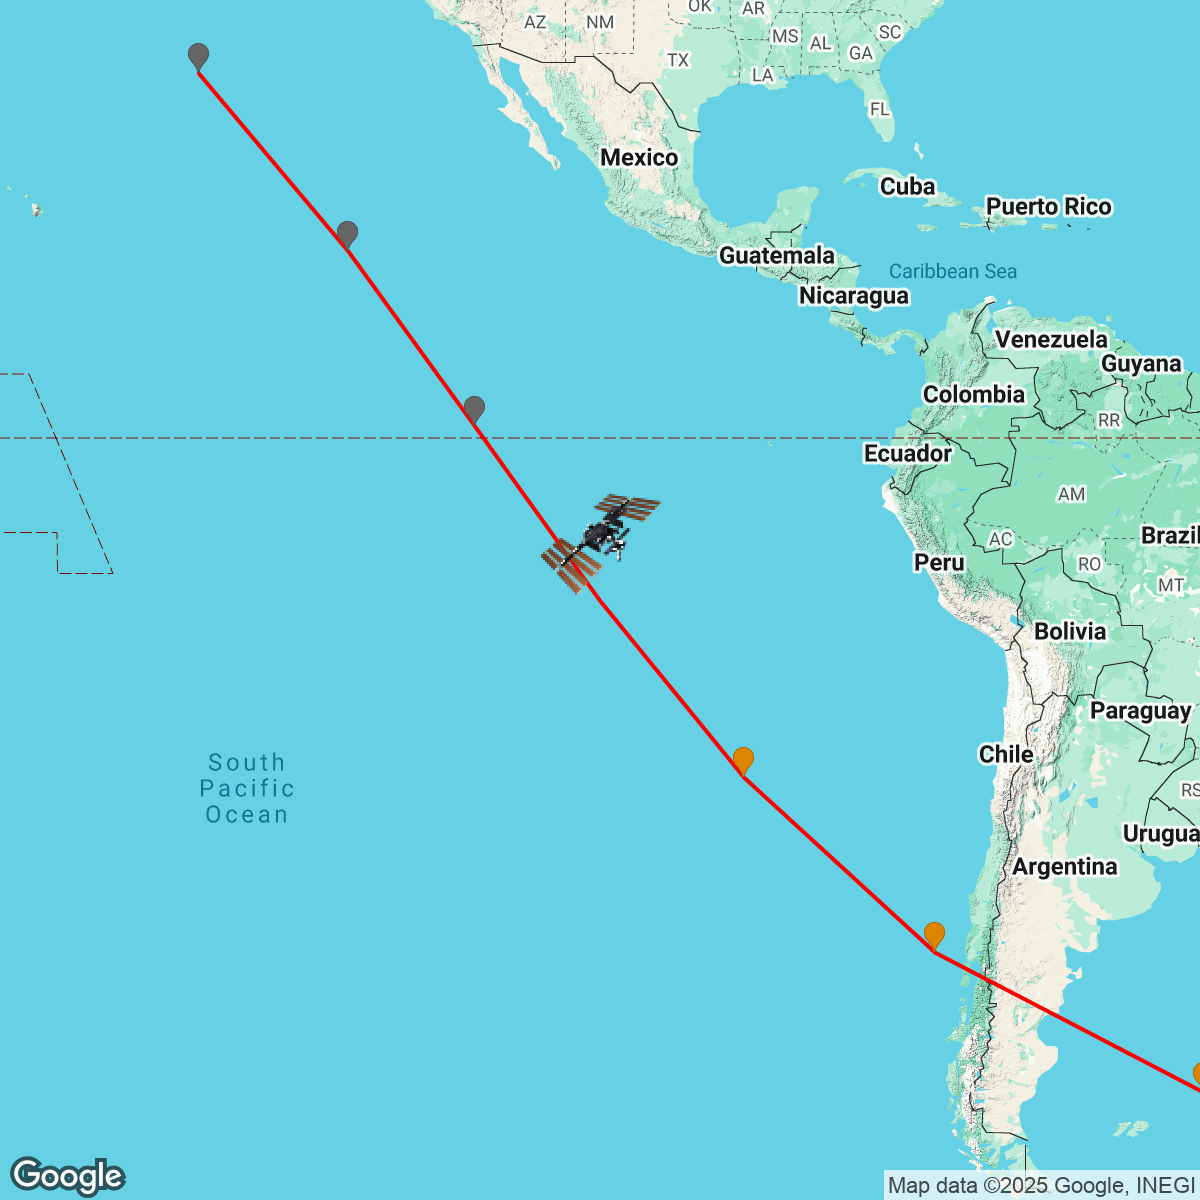 OK
AR
AZ
NM
SC
MS
AL
GA
TX
LA
FL
Mexico
Cuba
Puerto Rico
Guatemala
Caribbean Sea
Nicaragua
Venezuela
Guyana
Colombia
RR
Ecuador
AM
AC
Brazil
Peru
RO
MT
Bolivia
Paraguay
Chile
South
Pacific
Ocean
RS
Urugua
Argentina
Google
Map data ©2025 Google, INEGI